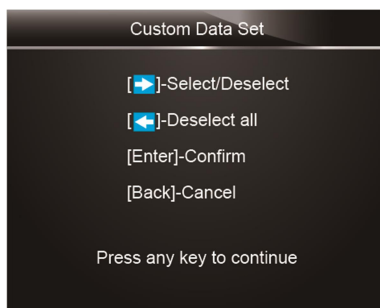 Custom Data Set
[➡]-Select/Deselect
[⬅]-Deselect all
[Enter]-Confirm
[Back]-Cancel
Press any key to continue